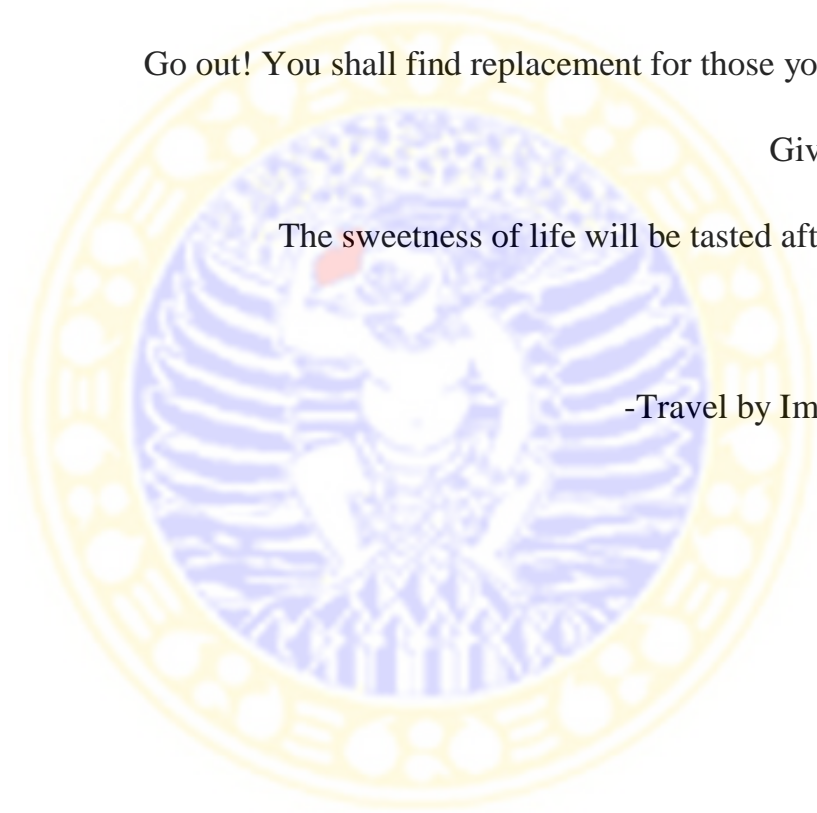 Go out! You shall find replacement for those yo
Giv
The sweetness of life will be tasted aft
-Travel by Im